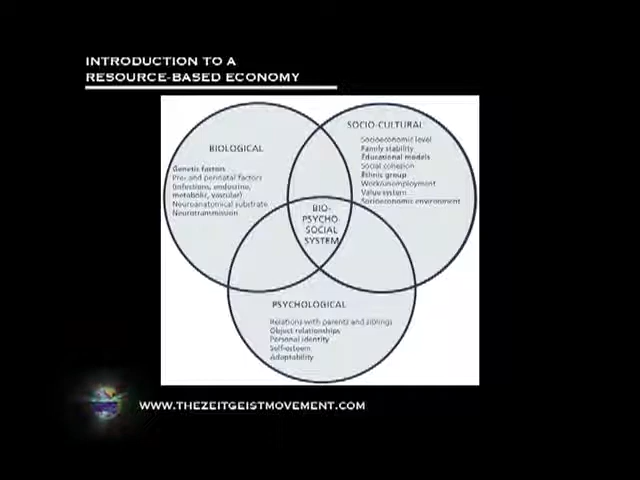 INTRODUCTION TO A
RESOURCE-BASED ECONOMY
BIOLOGICAL
Genetic factors
Pre- and perinatal factors
(infections, endocrine,
metabolic, vascular)
Neuroanatomical substrate
Neurotransmission
SOCIO-CULTURAL
Socioeconomic level
Family stability
Educational models
Social cohesion
Ethnic group
Work/unemployment
Value system
Socioeconomic environment
BIO-
PSYCHO-
SOCIAL
SYSTEM
PSYCHOLOGICAL
Relations with parents and siblings
Object relationships
Personal identity
Self-esteem
Adaptability
WWW.THEZEITGEISTMOVEMENT.COM